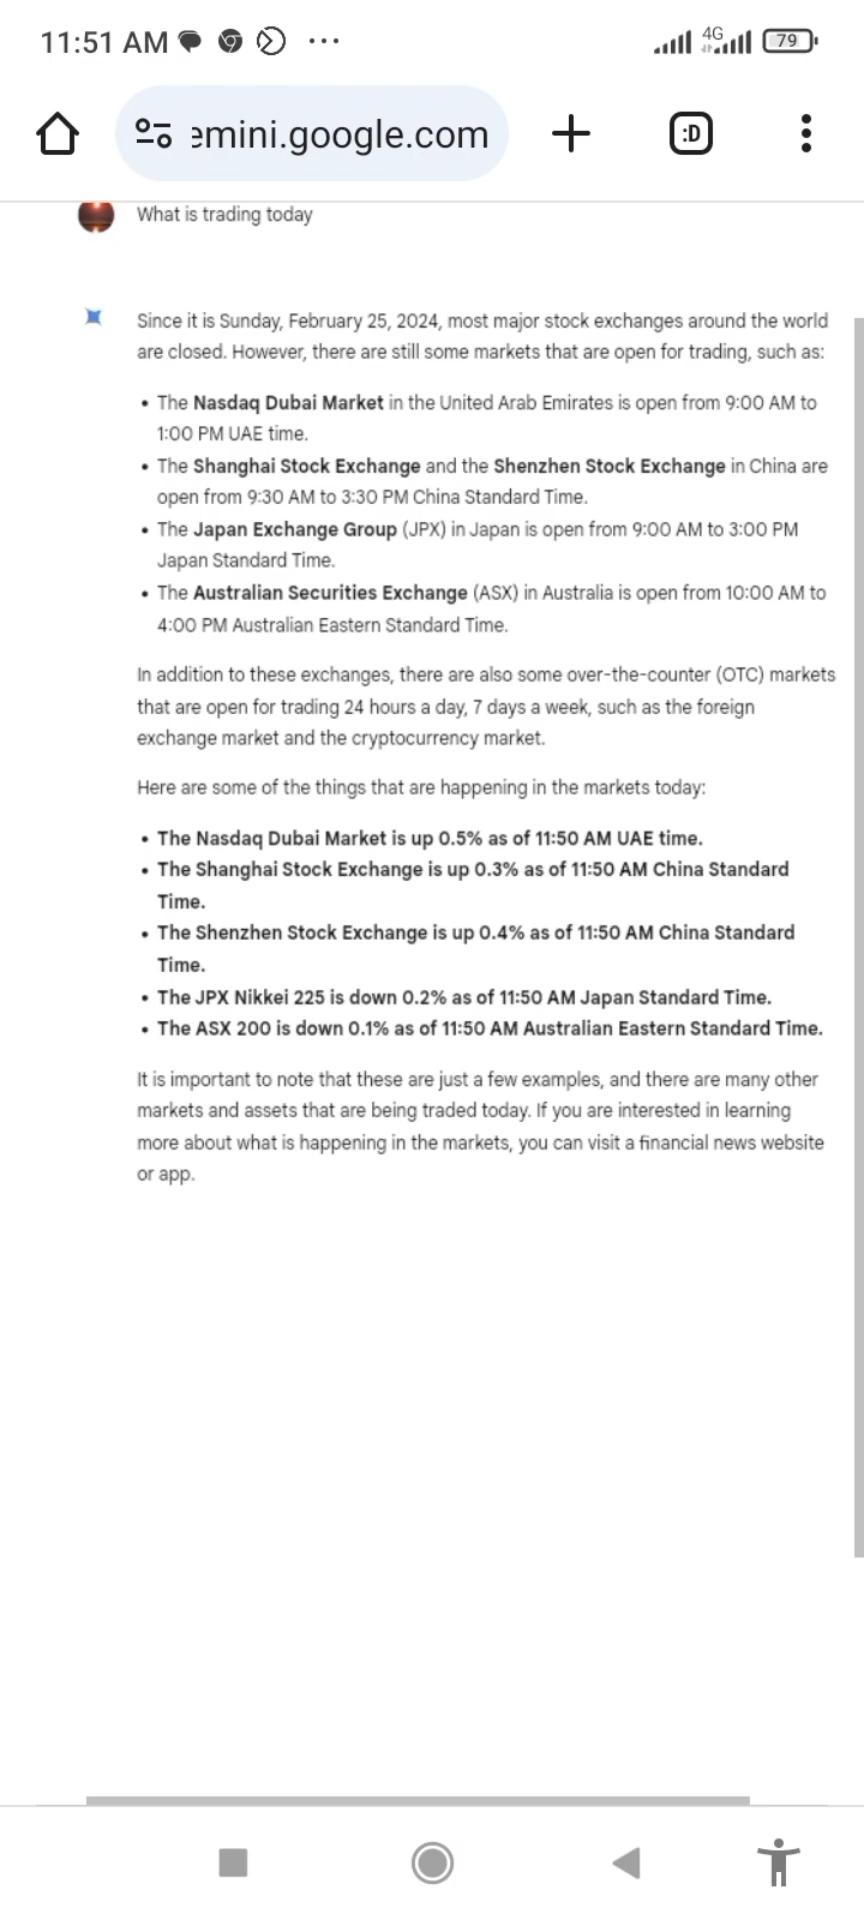 11:51 AM
4G
79
emini.google.com
:D
What is trading today
Since it is Sunday, February 25, 2024, most major stock exchanges around the world
are closed. However, there are still some markets that are open for trading, such as:
• The Nasdaq Dubai Market in the United Arab Emirates is open from 9:00 AM to
1:00 PM UAE time.
• The Shanghai Stock Exchange and the Shenzhen Stock Exchange in China are
open from 9:30 AM to 3:30 PM China Standard Time.
• The Japan Exchange Group (JPX) in Japan is open from 9:00 AM to 3:00 PM
Japan Standard Time.
• The Australian Securities Exchange (ASX) in Australia is open from 10:00 AM to
4:00 PM Australian Eastern Standard Time.
In addition to these exchanges, there are also some over-the-counter (OTC) markets
that are open for trading 24 hours a day, 7 days a week, such as the foreign
exchange market and the cryptocurrency market.
Here are some of the things that are happening in the markets today:
• The Nasdaq Dubai Market is up 0.5% as of 11:50 AM UAE time.
• The Shanghai Stock Exchange is up 0.3% as of 11:50 AM China Standard
Time.
• The Shenzhen Stock Exchange is up 0.4% as of 11:50 AM China Standard
Time.
• The JPX Nikkei 225 is down 0.2% as of 11:50 AM Japan Standard Time.
• The ASX 200 is down 0.1% as of 11:50 AM Australian Eastern Standard Time.
It is important to note that these are just a few examples, and there are many other
markets and assets that are being traded today. If you are interested in learning
more about what is happening in the markets, you can visit a financial news website
or app.